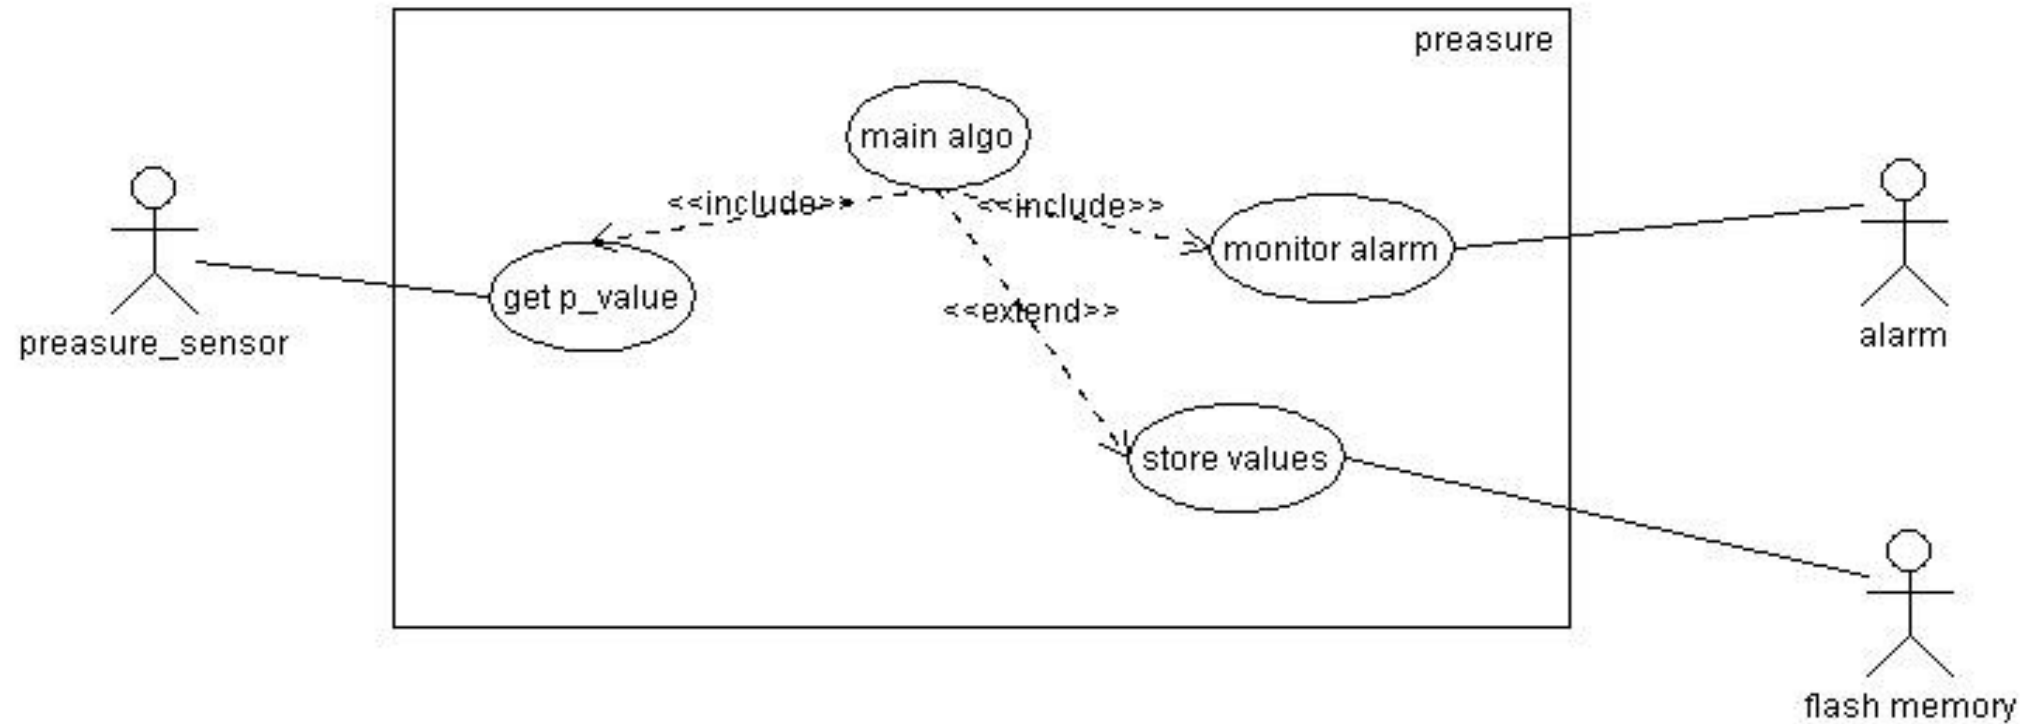 preasure
main algo
<<include>>
<<include>>
monitor alarm
get p_value
<<extend>>
preasure_sensor
alarm
store values
flash memory